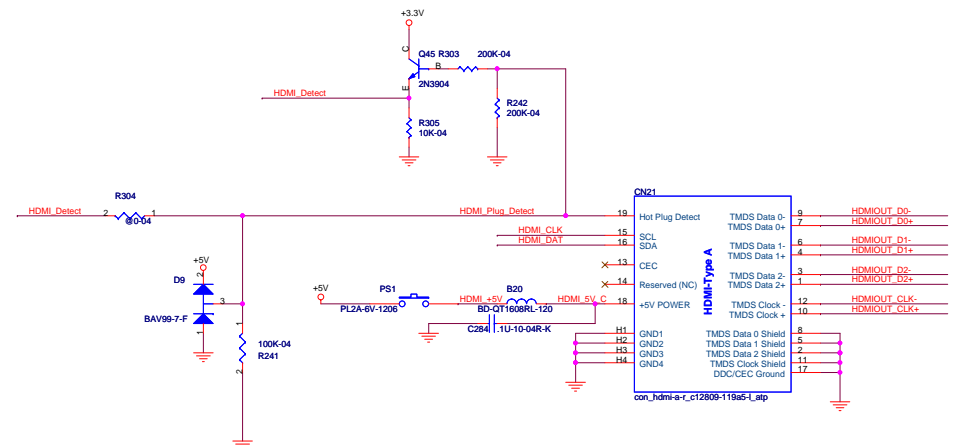 +3.3V
C
Q45 R303 200K-04
B
2N3904
E
HDMI_Detect
R242
200K-04
R305
10K-04
CN21
R304
HDMI_Detect 2 1 HDMI_Plug_Detect 19 Hot Plug Detect
@0-04
TMDS Data 0- 9 HDMIOUT_D0-
TMDS Data 0+ 7 HDMIOUT_D0+
HDMI_CLK 15 SCL
HDMI_DAT 16 SDA
TMDS Data 1- 6 HDMIOUT_D1-
TMDS Data 1+ 4 HDMIOUT_D1+
13 CEC
14 Reserved (NC)
TMDS Data 2- 3 HDMIOUT_D2-
TMDS Data 2+ 1 HDMIOUT_D2+
HDMI-Type A
+5V
D9
2
3
BAV99-7-F
1
+5V PS1 B20
HDMI_+5V HDMI_5V_C 18 +5V POWER
PL2A-6V-1206 BD-QT1608RL-120
C284 .1U-10-04R-K
TMDS Clock - 12 HDMIOUT_CLK-
TMDS Clock + 10 HDMIOUT_CLK+
1
100K-04
R241
2
H1 GND1
H2 GND2
H3 GND3
H4 GND4
TMDS Data 0 Shield 8
TMDS Data 1 Shield 5
TMDS Data 2 Shield 2
TMDS Clock Shield 11
DDC/CEC Ground 17
con_hdmi-a-r_c12809-119a5-l_atp